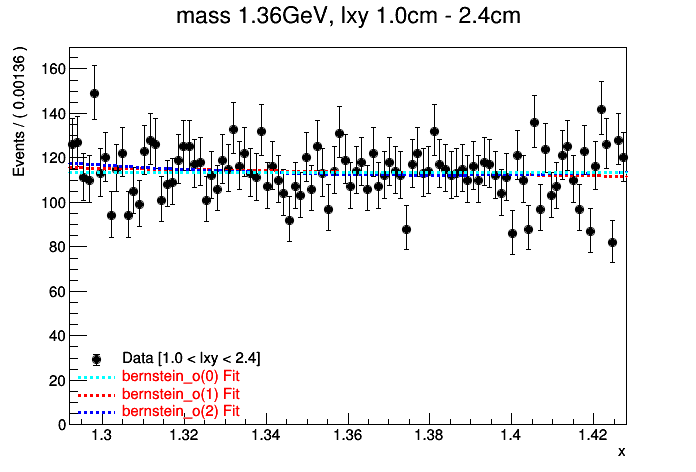 mass 1.36GeV, lxy 1.0cm - 2.4cm
Events / ( 0.00136 )
160
140
120
100
80
60
40
20
0
Data [1.0 < lxy < 2.4]
bernstein_o(0) Fit
bernstein_o(1) Fit
bernstein_o(2) Fit
1.3 1.32 1.34 1.36 1.38 1.4 1.42
x